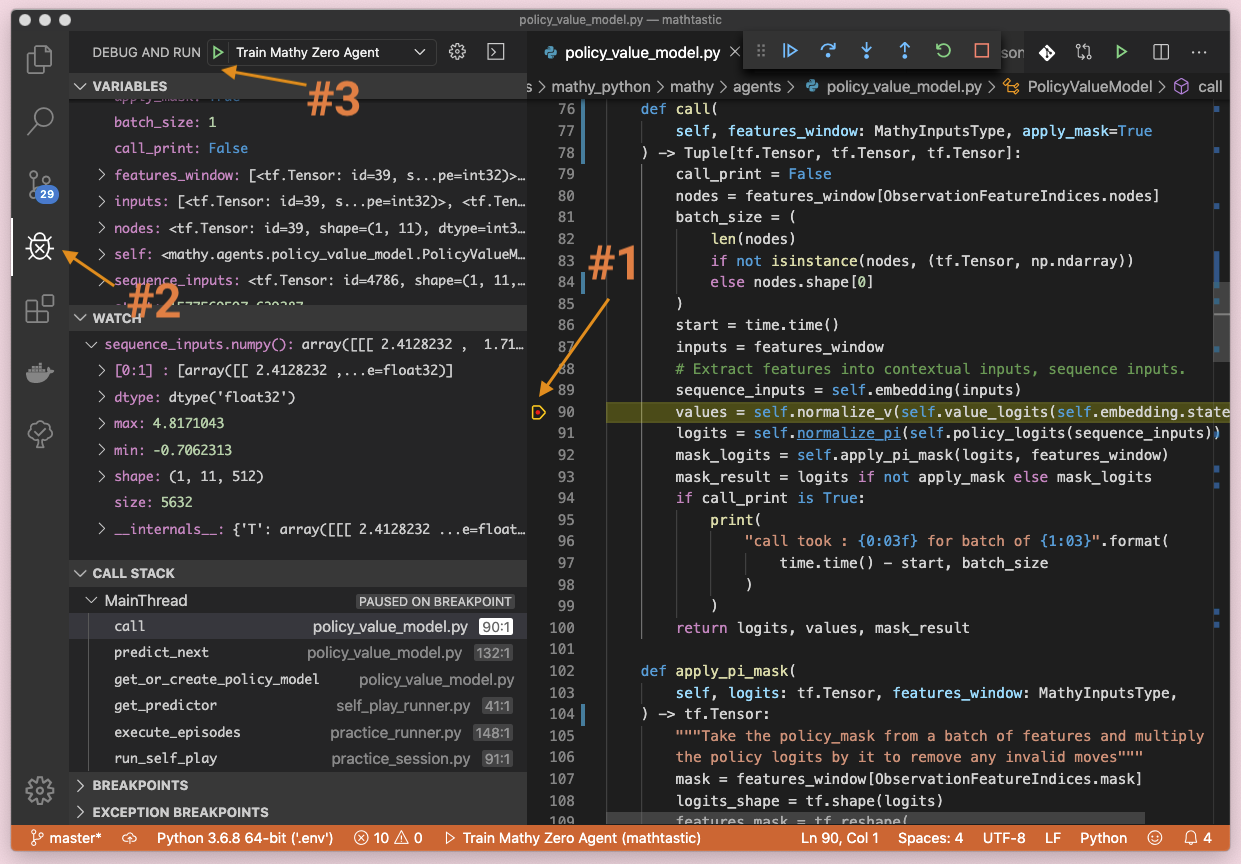 policy_value_model.py — mathtastic
DEBUG AND RUN Train Mathy Zero Agent
policy_value_model.py
son
#3
VARIABLES
apply_mask: True
batch_size: 1
call_print: False
features_window: [<tf.Tensor: id=39, s...pe=int32)>...
inputs: [<tf.Tensor: id=39, s...pe=int32)>, <tf.Ten...
nodes: <tf.Tensor: id=39, shape=(1, 11), dtype=int3...
self: <mathy.agents.policy_value_model.PolicyValueM...
sequence_inputs: <tf.Tensor: id=4786, shape=(1, 11,...
29
#2
WATCH
sequence_inputs.numpy(): array([[[ 2.4128232 , 1.71...
[0:1] : [array([[ 2.4128232 ,...e=float32)]
dtype: dtype('float32')
max: 4.8171043
min: -0.7062313
shape: (1, 11, 512)
size: 5632
__internals__: {'T': array([[[ 2.4128232 ...e=float...
CALL STACK
MainThread PAUSED ON BREAKPOINT
call policy_value_model.py 90:1
predict_next policy_value_model.py 132:1
get_or_create_policy_model policy_value_model.py
get_predictor self_play_runner.py 41:1
execute_episodes practice_runner.py 148:1
run_self_play practice_session.py 91:1
BREAKPOINTS
EXCEPTION BREAKPOINTS
s > mathy_python > mathy > agents > policy_value_model.py > PolicyValueModel > call
#1
76 def call(
77 self, features_window: MathyInputsType, apply_mask=True
78 ) -> Tuple[tf.Tensor, tf.Tensor, tf.Tensor]:
79 call_print = False
80 nodes = features_window[ObservationFeatureIndices.nodes]
81 batch_size = (
82 len(nodes)
83 if not isinstance(nodes, (tf.Tensor, np.ndarray))
84 else nodes.shape[0]
85 )
86 start = time.time()
87 inputs = features_window
88 # Extract features into contextual inputs, sequence inputs.
89 sequence_inputs = self.embedding(inputs)
90 values = self.normalize_v(self.value_logits(self.embedding.state
91 logits = self.normalize_pi(self.policy_logits(sequence_inputs))
92 mask_logits = self.apply_pi_mask(logits, features_window)
93 mask_result = logits if not apply_mask else mask_logits
94 if call_print is True:
95 print(
96 "call took : {0:03f} for batch of {1:03}".format(
97 time.time() - start, batch_size
98 )
99 )
100 return logits, values, mask_result
101
102 def apply_pi_mask(
103 self, logits: tf.Tensor, features_window: MathyInputsType,
104 ) -> tf.Tensor:
105 """Take the policy_mask from a batch of features and multiply
106 the policy logits by it to remove any invalid moves"""
107 mask = features_window[ObservationFeatureIndices.mask]
108 logits_shape = tf.shape(logits)
109 features_mask = tf.reshape(
master* Python 3.6.8 64-bit ('.env') 10 0 Train Mathy Zero Agent (mathtastic) Ln 90, Col 1 Spaces: 4 UTF-8 LF Python 4